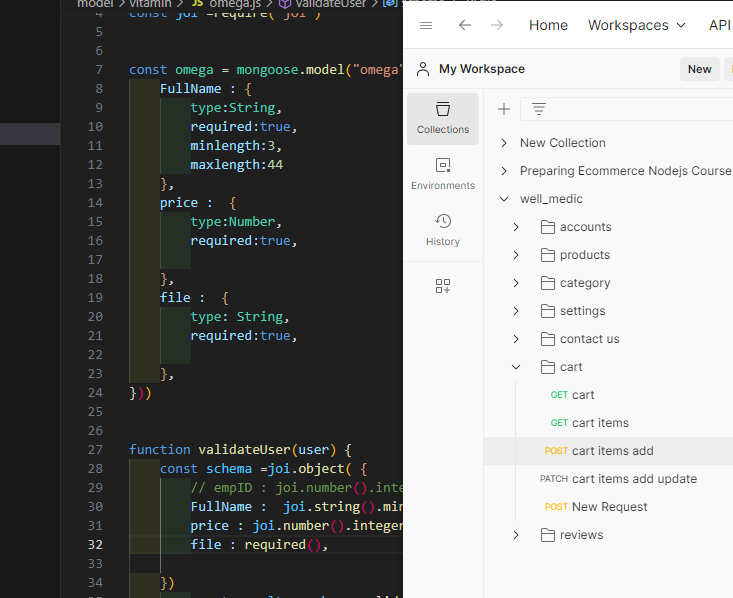 model > vitamin > JS omega.js > validateUser >
4 const joi =require('joi')
5
6
7 const omega = mongoose.model("omega"
8 FullName : {
9 type:String,
10 required:true,
11 minlength:3,
12 maxlength:44
13 },
14 price :  {
15 type:Number,
16 required:true,
17
18 },
19 file :  {
20 type: String,
21 required:true,
22
23 },
24 }))
25
26
27 function validateUser(user) {
28 const schema =joi.object( {
29 // empID : joi.number().inte
30 FullName :  joi.string().min
31 price : joi.number().integer
32 file : required(),
33
34 })
Home Workspaces API
My Workspace New
Collections
Environments
History
New Collection
Preparing Ecommerce Nodejs Course
well_medic
accounts
products
category
settings
contact us
cart
GET cart
GET cart items
POST cart items add
PATCH cart items add update
POST New Request
reviews